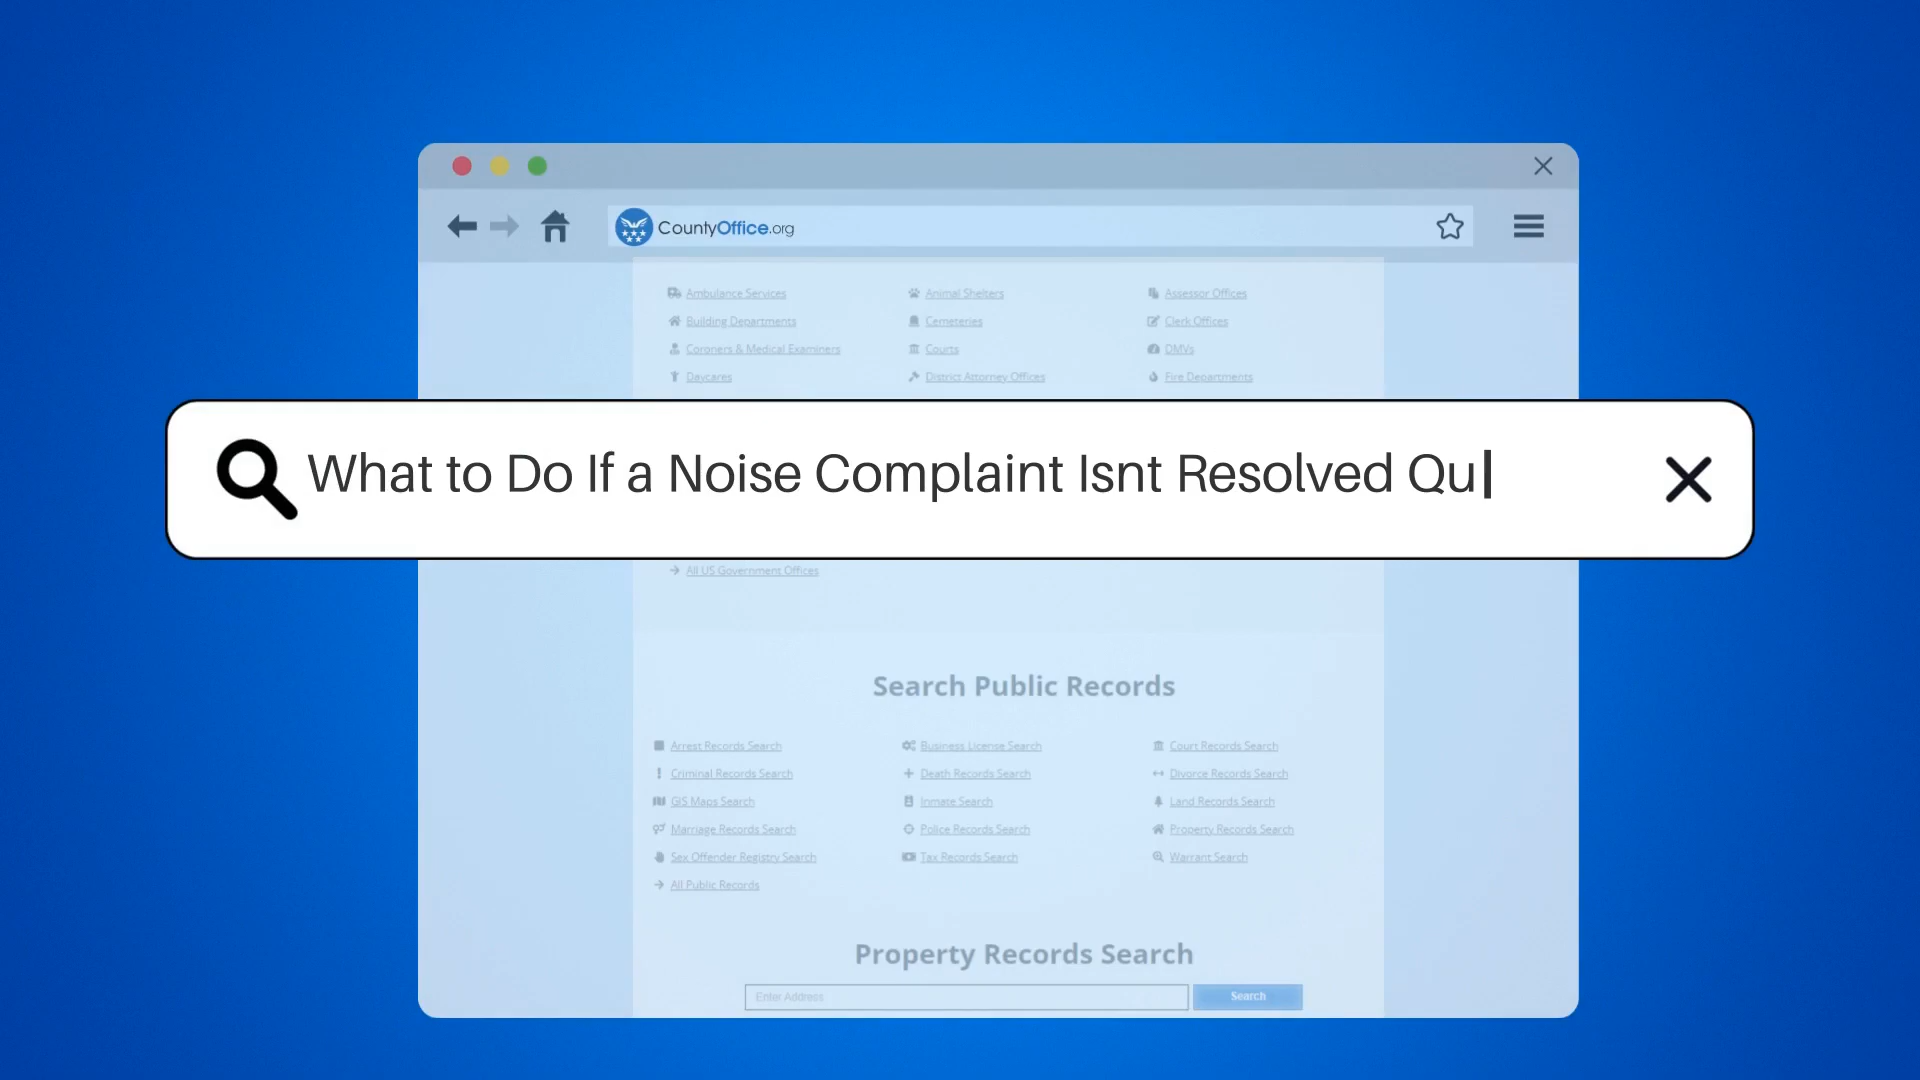 CountyOffice.org
Ambulance Services Animal Shelters Assessor Offices
Building Departments Cemeteries Clerk Offices
Coroners & Medical Examiners Courts DMVs
Daycares District Attorney Offices Fire Departments
What to Do If a Noise Complaint Isnt Resolved Qu
All US Government Offices
Search Public Records
Arrest Records Search Business License Search Court Records Search
Criminal Records Search Death Records Search Divorce Records Search
GIS Maps Search Inmate Search Land Records Search
Marriage Records Search Police Records Search Property Records Search
Sex Offender Registry Search Tax Records Search Warrant Search
All Public Records
Property Records Search
Enter Address Search